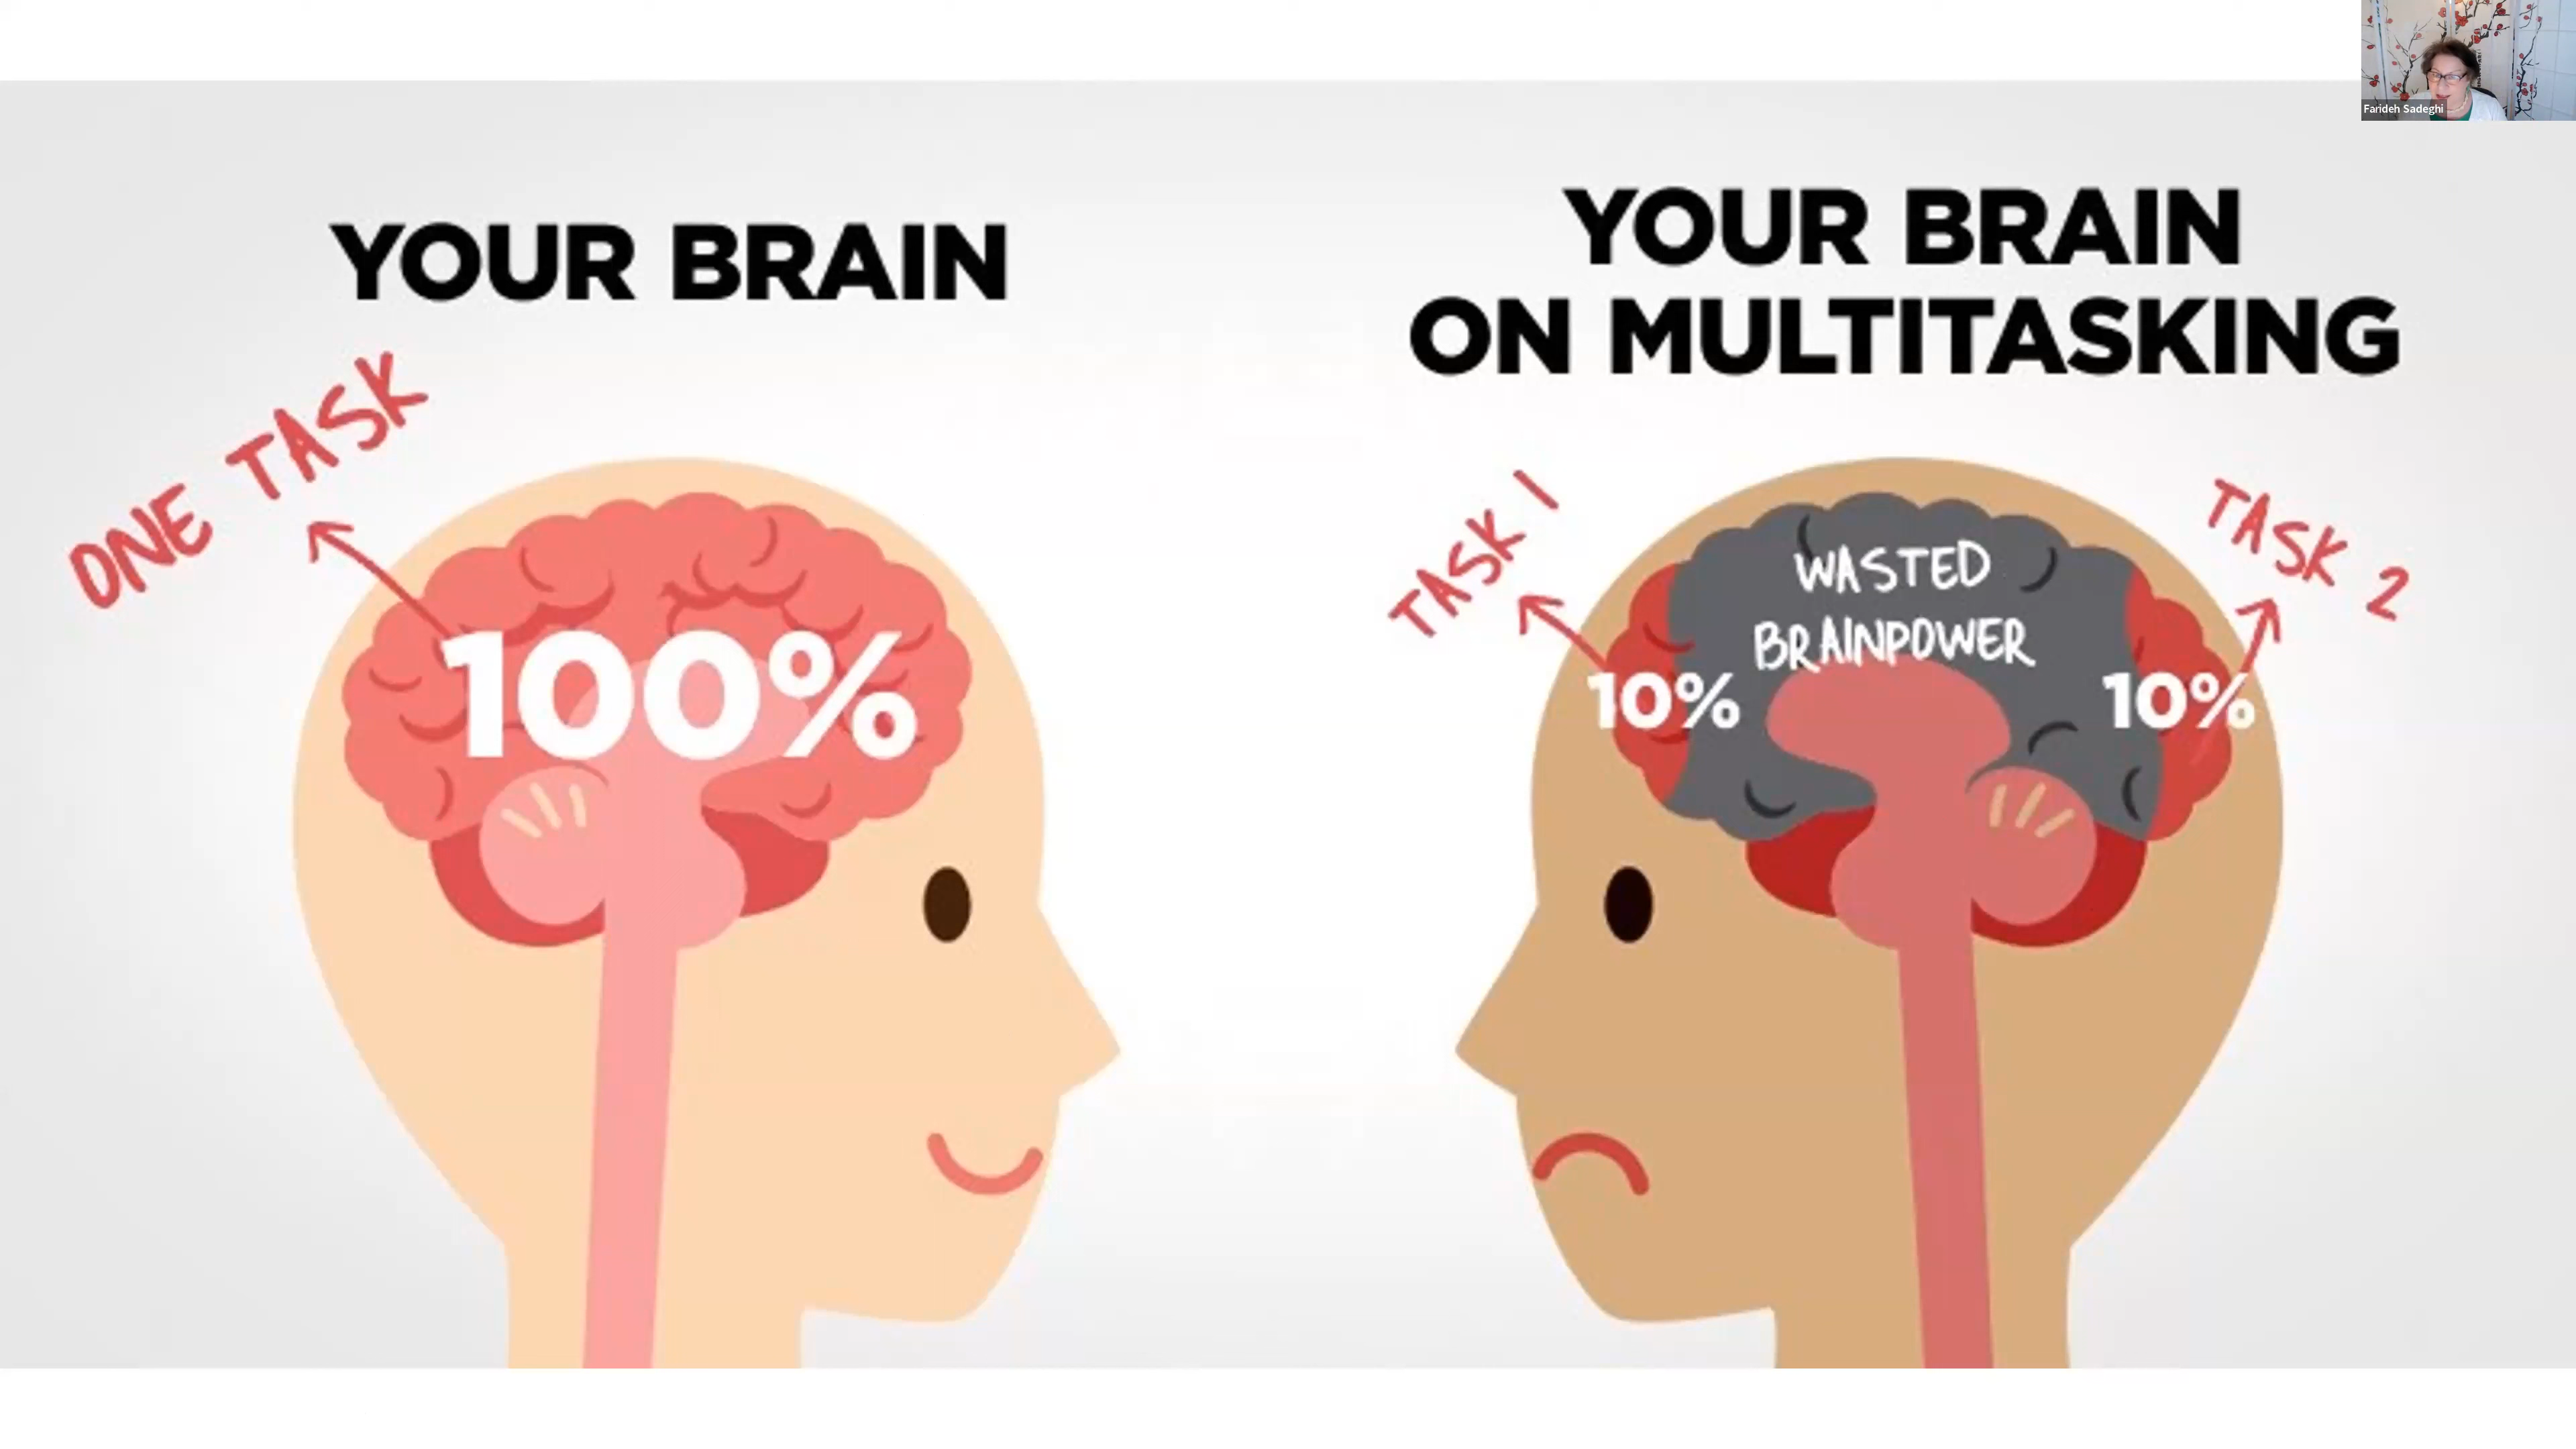 Farideh Sadeghi
YOUR BRAIN
ONE TASK
100%
YOUR BRAIN
ON MULTITASKING
TASK 1
TASK 2
WASTED
BRAINPOWER
10%
10%